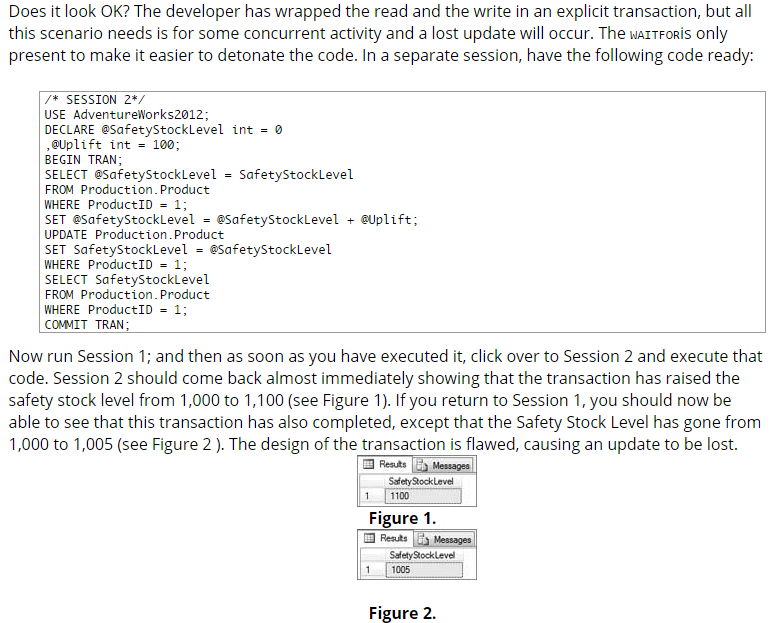 Does it look OK? The developer has wrapped the read and the write in an explicit transaction, but all
this scenario needs is for some concurrent activity and a lost update will occur. The WAITFORis only
present to make it easier to detonate the code. In a separate session, have the following code ready:
/* SESSION 2*/
USE AdventureWorks2012;
DECLARE @SafetyStockLevel int = 0
,@Uplift int = 100;
BEGIN TRAN;
SELECT @SafetyStockLevel = SafetyStockLevel
FROM Production.Product
WHERE ProductID = 1;
SET @SafetyStockLevel = @SafetyStockLevel + @Uplift;
UPDATE Production.Product
SET SafetyStockLevel = @SafetyStockLevel
WHERE ProductID = 1;
SELECT SafetyStockLevel
FROM Production.Product
WHERE ProductID = 1;
COMMIT TRAN;
Now run Session 1; and then as soon as you have executed it, click over to Session 2 and execute that
code. Session 2 should come back almost immediately showing that the transaction has raised the
safety stock level from 1,000 to 1,100 (see Figure 1). If you return to Session 1, you should now be
able to see that this transaction has also completed, except that the Safety Stock Level has gone from
1,000 to 1,005 (see Figure 2 ). The design of the transaction is flawed, causing an update to be lost.
Results Messages
SafetyStockLevel
1 1100
Figure 1.
Results Messages
SafetyStockLevel
1 1005
Figure 2.